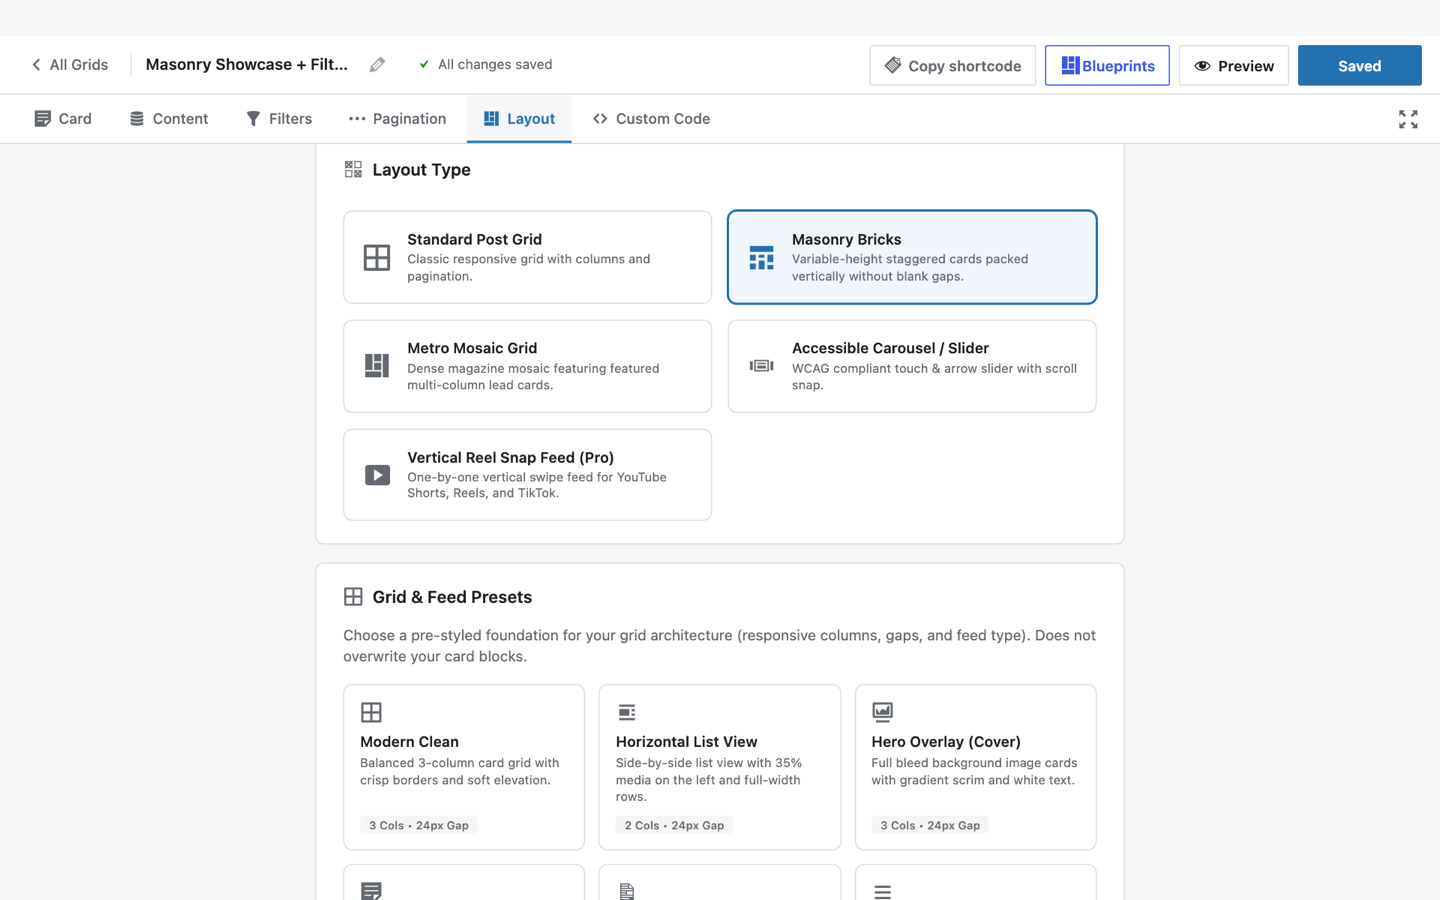 All Grids
Masonry Showcase + Filt...
All changes saved
Copy shortcode
Blueprints
Preview
Saved
Card
Content
Filters
Pagination
Layout
Custom Code
Layout Type
Standard Post Grid
Classic responsive grid with columns and
pagination.
Masonry Bricks
Variable-height staggered cards packed
vertically without blank gaps.
Metro Mosaic Grid
Dense magazine mosaic featuring featured
multi-column lead cards.
Accessible Carousel / Slider
WCAG compliant touch & arrow slider with scroll
snap.
Vertical Reel Snap Feed (Pro)
One-by-one vertical swipe feed for YouTube
Shorts, Reels, and TikTok.
Grid & Feed Presets
Choose a pre-styled foundation for your grid architecture (responsive columns, gaps, and feed type). Does not
overwrite your card blocks.
Modern Clean
Balanced 3-column card grid with
crisp borders and soft elevation.
3 Cols • 24px Gap
Horizontal List View
Side-by-side list view with 35%
media on the left and full-width
rows.
2 Cols • 24px Gap
Hero Overlay (Cover)
Full bleed background image cards
with gradient scrim and white text.
3 Cols • 24px Gap